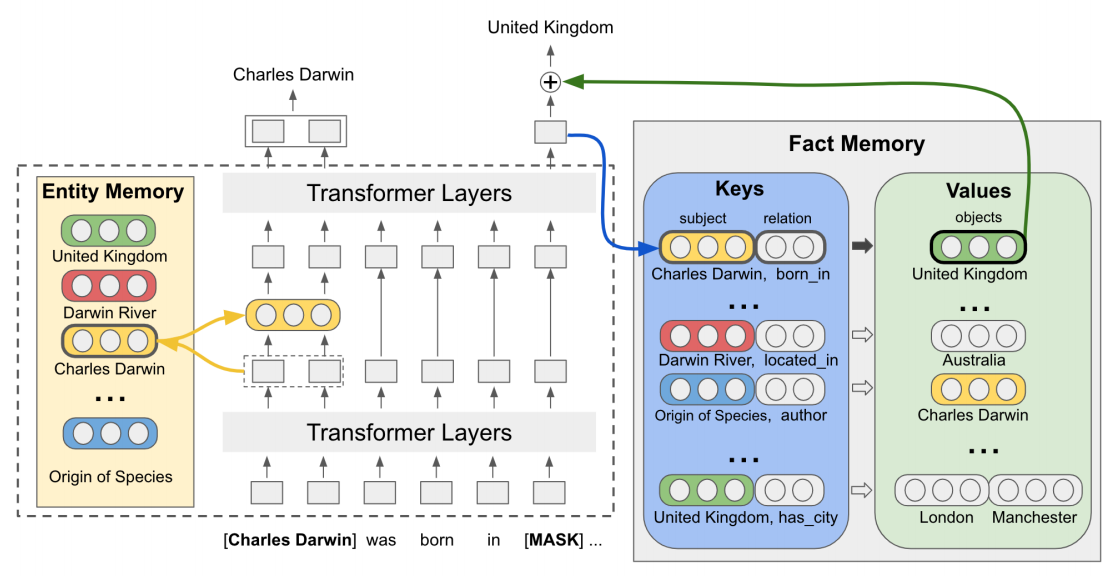 United Kingdom
Charles Darwin
+
Entity Memory
United Kingdom
Darwin River
Charles Darwin
...
Origin of Species
Transformer Layers
Transformer Layers
[Charles Darwin] was born in [MASK] ...
Fact Memory
Keys
subject relation
Charles Darwin, born_in
...
Darwin River, located_in
Origin of Species, author
...
United Kingdom, has_city
Values
objects
United Kingdom
...
Australia
Charles Darwin
...
London Manchester